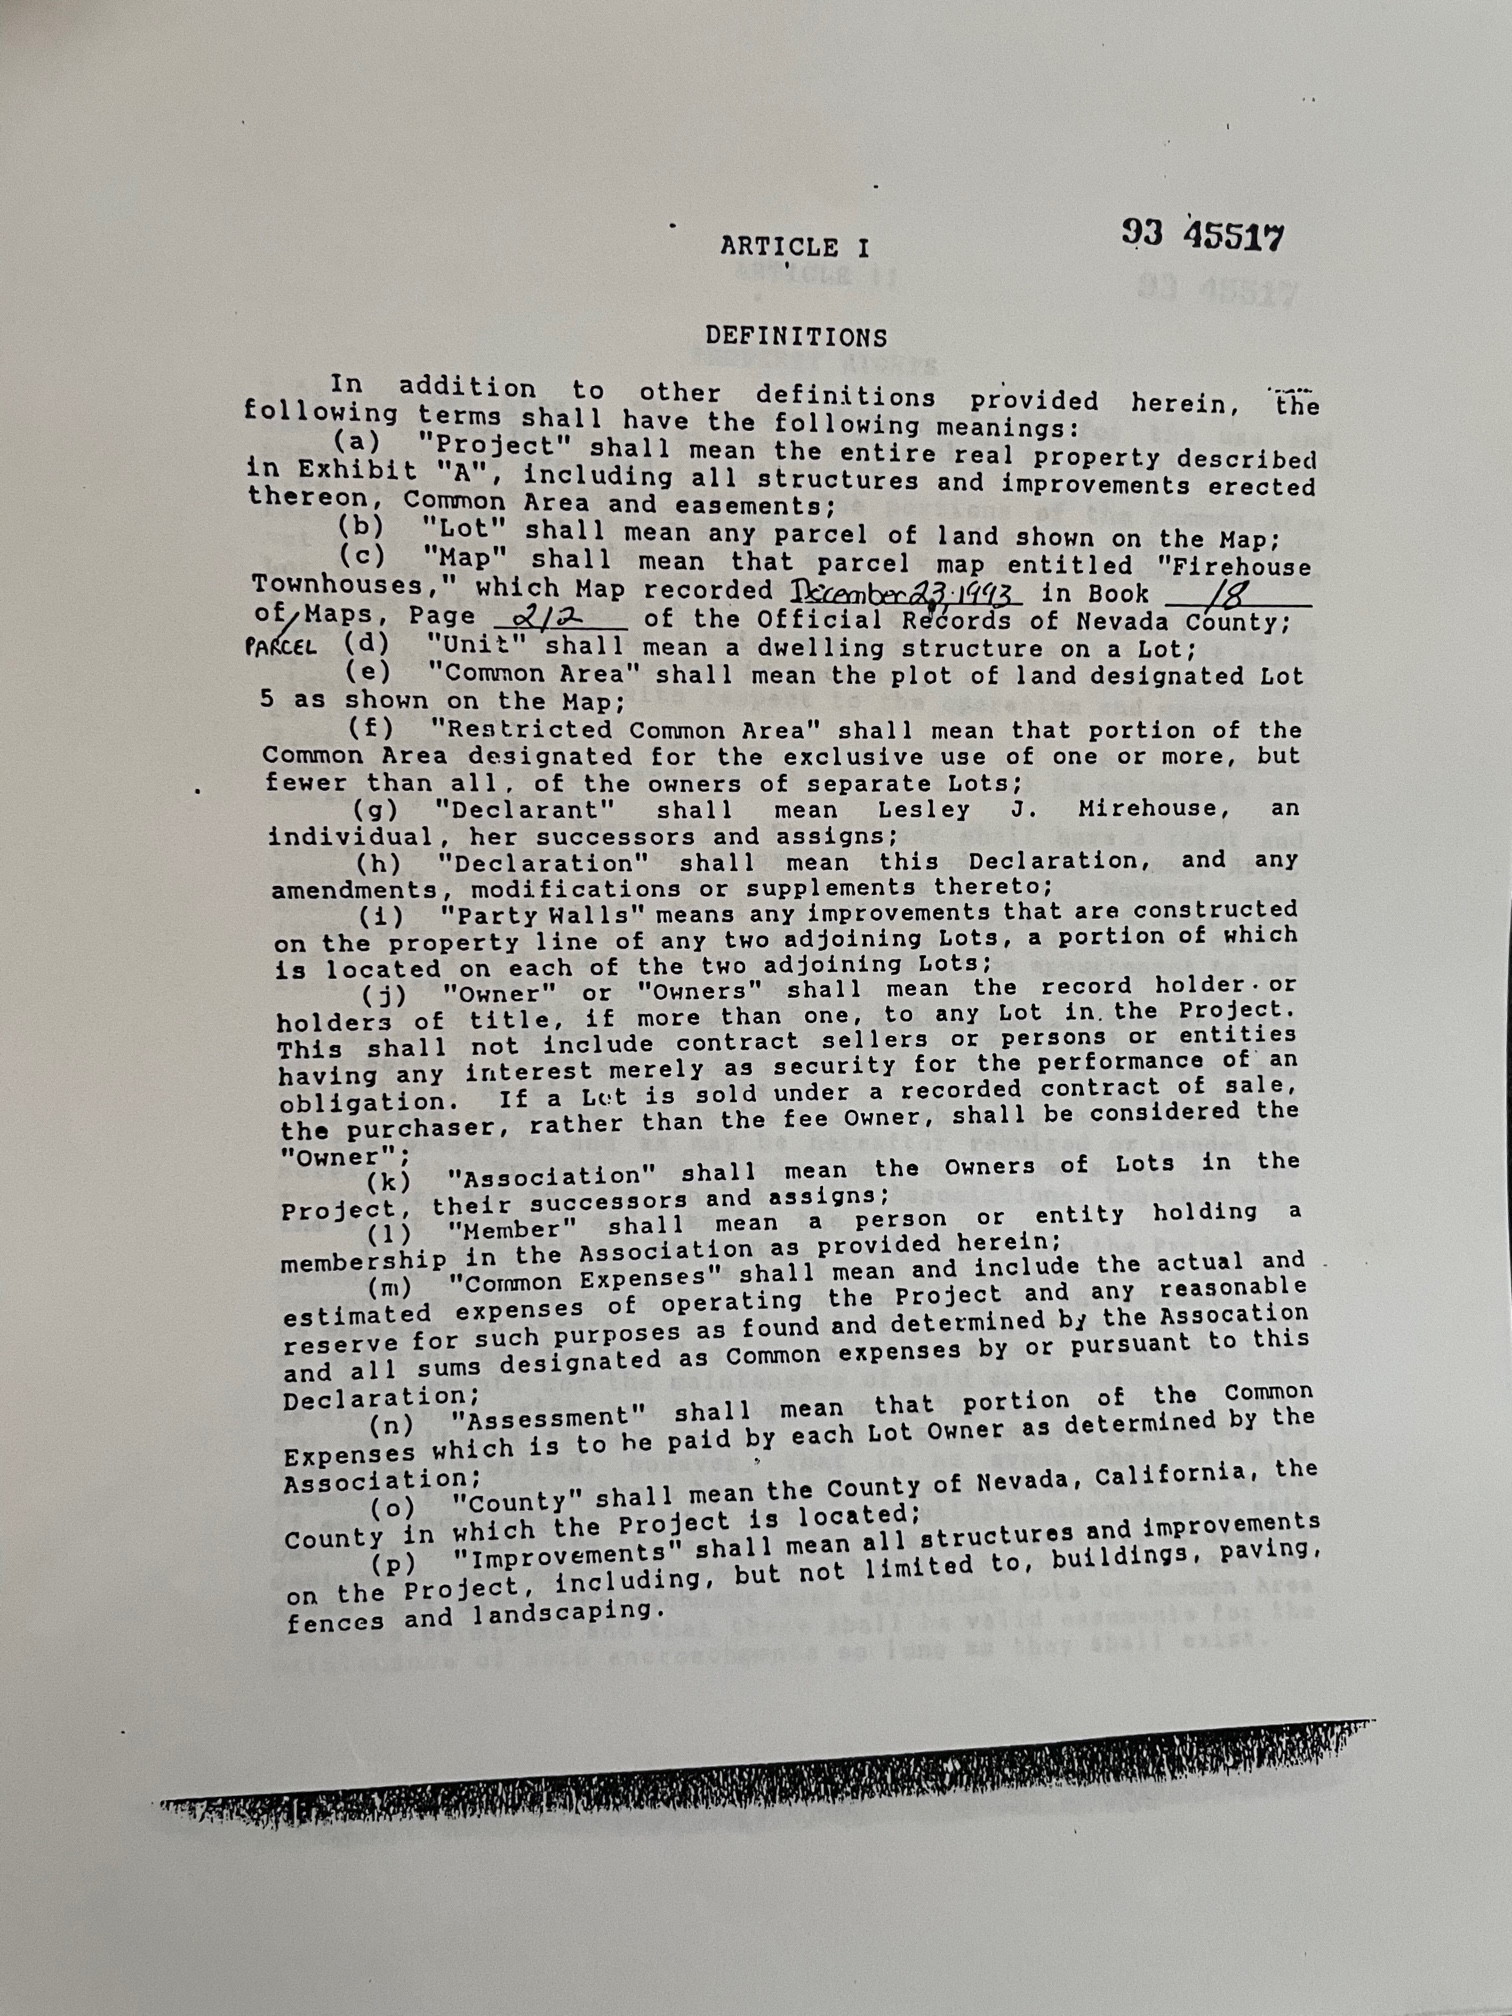 ARTICLE I
93 45517
DEFINITIONS
In addition to other definitions provided herein, the
following terms shall have the following meanings:
(a) "Project" shall mean the entire real property described
in Exhibit "A", including all structures and improvements erected
thereon, Common Area and easements;
(b) "Lot" shall mean any parcel of land shown on the Map;
(c) "Map" shall mean that parcel map entitled "Firehouse
Townhouses," which Map recorded December 23, 1993 in Book 18
of/Maps, Page 212 of the Official Records of Nevada County;
PARCEL (d) "Unit" shall mean a dwelling structure on a Lot;
(e) "Common Area" shall mean the plot of land designated Lot
5 as shown on the Map;
(f) "Restricted Common Area" shall mean that portion of the
Common Area designated for the exclusive use of one or more, but
fewer than all, of the owners of separate Lots;
(g) "Declarant" shall mean Lesley J. Mirehouse, an
individual, her successors and assigns;
(h) "Declaration" shall mean this Declaration, and any
amendments, modifications or supplements thereto;
(i) "Party Walls" means any improvements that are constructed
on the property line of any two adjoining Lots, a portion of which
is located on each of the two adjoining Lots;
(j) "Owner" or "Owners" shall mean the record holder or
holders of title, if more than one, to any Lot in the Project.
This shall not include contract sellers or persons or entities
having any interest merely as security for the performance of an
obligation. If a Lot is sold under a recorded contract of sale,
the purchaser, rather than the fee Owner, shall be considered the
"Owner";
(k) "Association" shall mean the Owners of Lots in the
Project, their successors and assigns;
(l) "Member" shall mean a person or entity holding a
membership in the Association as provided herein;
(m) "Common Expenses" shall mean and include the actual and
estimated expenses of operating the Project and any reasonable
reserve for such purposes as found and determined by the Assocation
and all sums designated as Common expenses by or pursuant to this
Declaration;
(n) "Assessment" shall mean that portion of the Common
Expenses which is to be paid by each Lot Owner as determined by the
Association;
(o) "County" shall mean the County of Nevada, California, the
County in which the Project is located;
(p) "Improvements" shall mean all structures and improvements
on the Project, including, but not limited to, buildings, paving,
fences and landscaping.